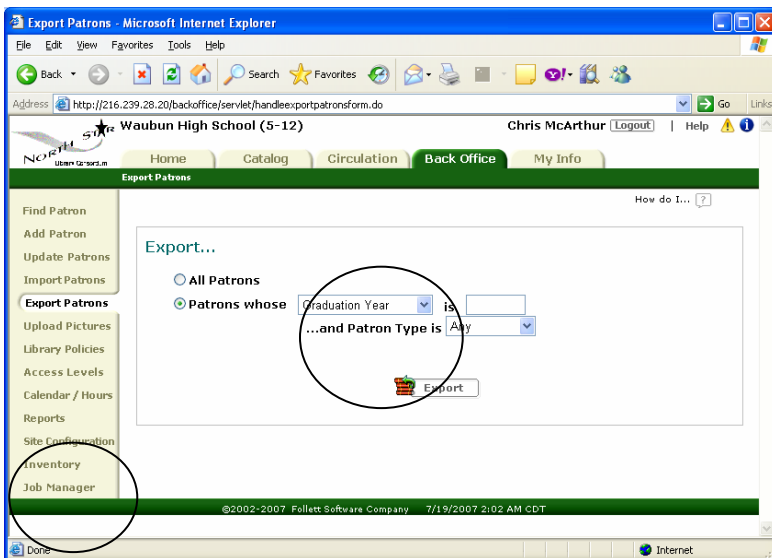 Export Patrons - Microsoft Internet Explorer
File Edit View Favorites Tools Help
Back Search Favorites
Address http://216.239.28.20/backoffice/servlet/handleexportpatronsform.do Go Links
NORTH STAR
Waubun High School (5-12) Chris McArthur Logout | Help
Home Catalog Circulation Back Office My Info
Export Patrons
How do I... ?
Find Patron
Add Patron
Update Patrons
Import Patrons
Export Patrons
Upload Pictures
Library Policies
Access Levels
Calendar / Hours
Reports
Site Configuration
Inventory
Job Manager
Export...
All Patrons
Patrons whose Graduation Year is
...and Patron Type is Any
Export
©2002-2007 Follett Software Company 7/19/2007 2:02 AM CDT
Done Internet